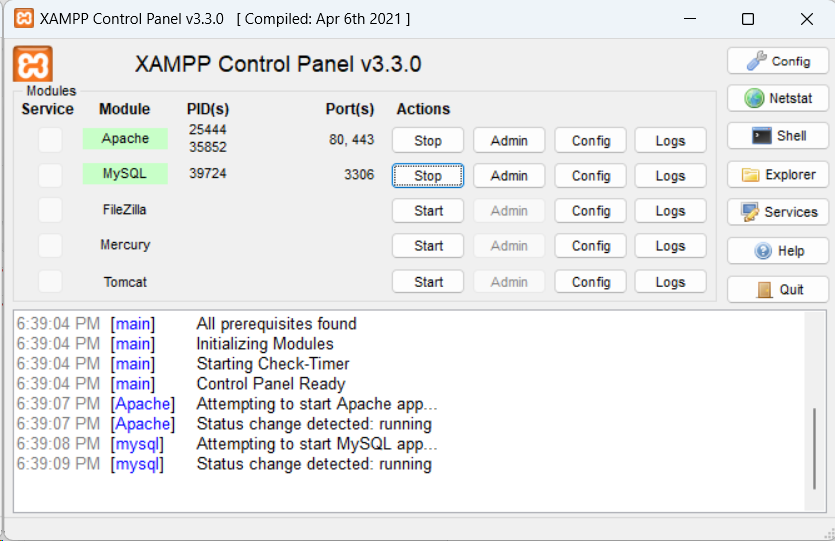 XAMPP Control Panel v3.3.0 [ Compiled: Apr 6th 2021 ]
XAMPP Control Panel v3.3.0
Config
Netstat
Shell
Explorer
Services
Help
Quit
Modules
Service Module PID(s) Port(s) Actions
Apache 25444 35852 80, 443 Stop Admin Config Logs
MySQL 39724 3306 Stop Admin Config Logs
FileZilla Start Admin Config Logs
Mercury Start Admin Config Logs
Tomcat Start Admin Config Logs
6:39:04 PM [main] All prerequisites found
6:39:04 PM [main] Initializing Modules
6:39:04 PM [main] Starting Check-Timer
6:39:04 PM [main] Control Panel Ready
6:39:07 PM [Apache] Attempting to start Apache app...
6:39:07 PM [Apache] Status change detected: running
6:39:08 PM [mysql] Attempting to start MySQL app...
6:39:09 PM [mysql] Status change detected: running